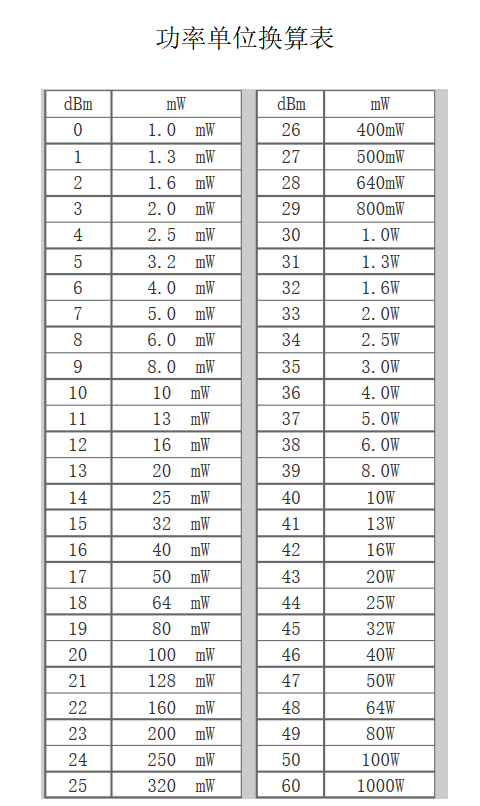 功率单位换算表
dBm mW dBm mW
0 1.0 mW 26 400mW
1 1.3 mW 27 500mW
2 1.6 mW 28 640mW
3 2.0 mW 29 800mW
4 2.5 mW 30 1.0W
5 3.2 mW 31 1.3W
6 4.0 mW 32 1.6W
7 5.0 mW 33 2.0W
8 6.0 mW 34 2.5W
9 8.0 mW 35 3.0W
10 10 mW 36 4.0W
11 13 mW 37 5.0W
12 16 mW 38 6.0W
13 20 mW 39 8.0W
14 25 mW 40 10W
15 32 mW 41 13W
16 40 mW 42 16W
17 50 mW 43 20W
18 64 mW 44 25W
19 80 mW 45 32W
20 100 mW 46 40W
21 128 mW 47 50W
22 160 mW 48 64W
23 200 mW 49 80W
24 250 mW 50 100W
25 320 mW 60 1000W